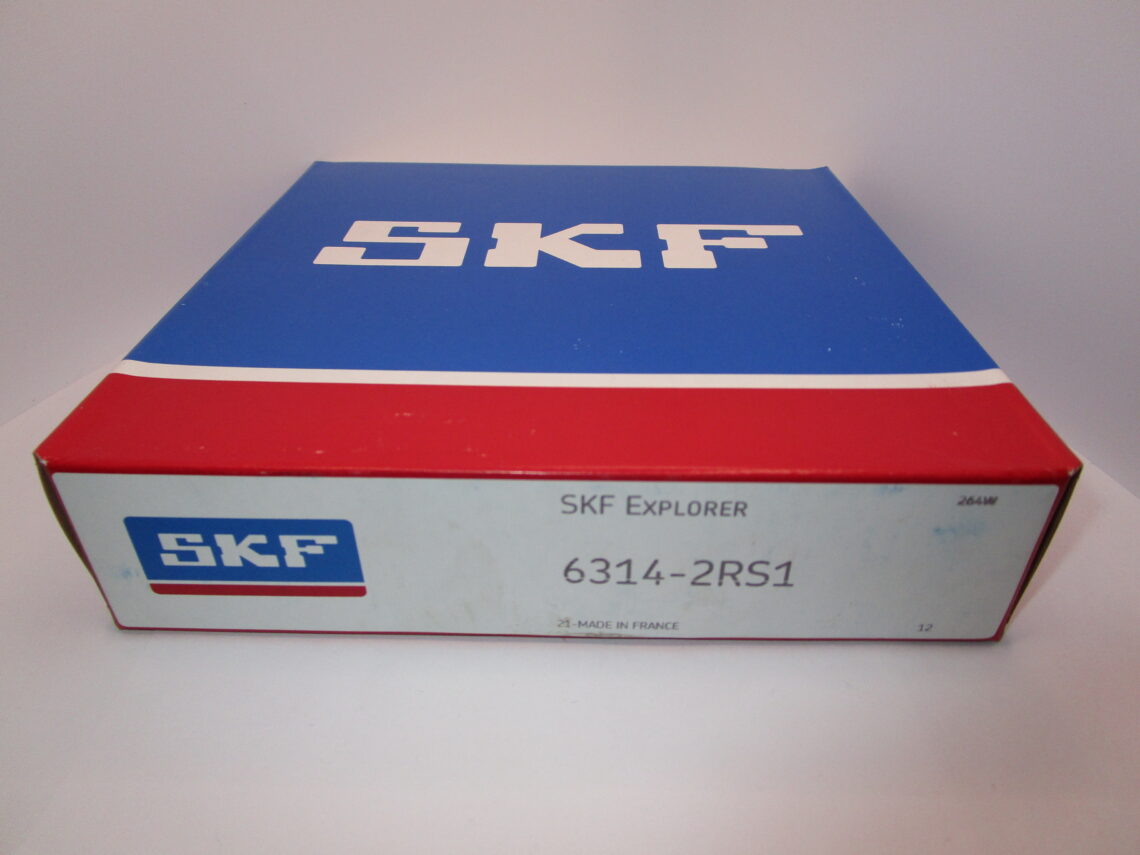 SKF
SKF EXPLORER
264W
SKF
6314-2RS1
21-MADE IN FRANCE
12